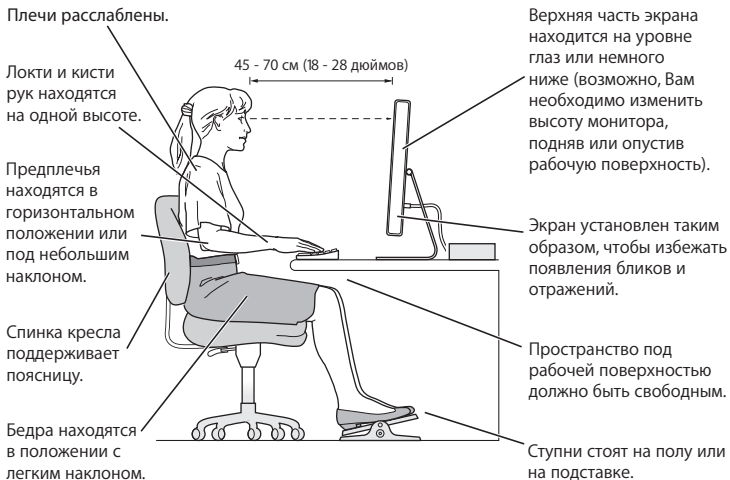 Плечи расслаблены.
Локти и кисти
рук находятся
на одной высоте.
Предплечья
находятся в
горизонтальном
положении или
под небольшим
наклоном.
Спинка кресла
поддерживает
поясницу.
Бедра находятся
в положении с
легким наклоном.
45 - 70 см (18 - 28 дюймов)
Верхняя часть экрана
находится на уровне
глаз или немного
ниже (возможно, Вам
необходимо изменить
высоту монитора,
подняв или опустив
рабочую поверхность).
Экран установлен таким
образом, чтобы избежать
появления бликов и
отражений.
Пространство под
рабочей поверхностью
должно быть свободным.
Ступни стоят на полу или
на подставке.